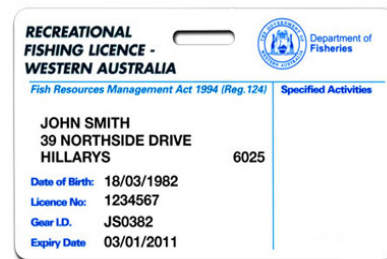 RECREATIONAL
FISHING LICENCE -
WESTERN AUSTRALIA
Department of
Fisheries
Fish Resources Management Act 1994 (Reg.124)
Specified Activities
JOHN SMITH
39 NORTHSIDE DRIVE
HILLARYS 6025
Date of Birth: 18/03/1982
Licence No: 1234567
Gear I.D. JS0382
Expiry Date 03/01/2011